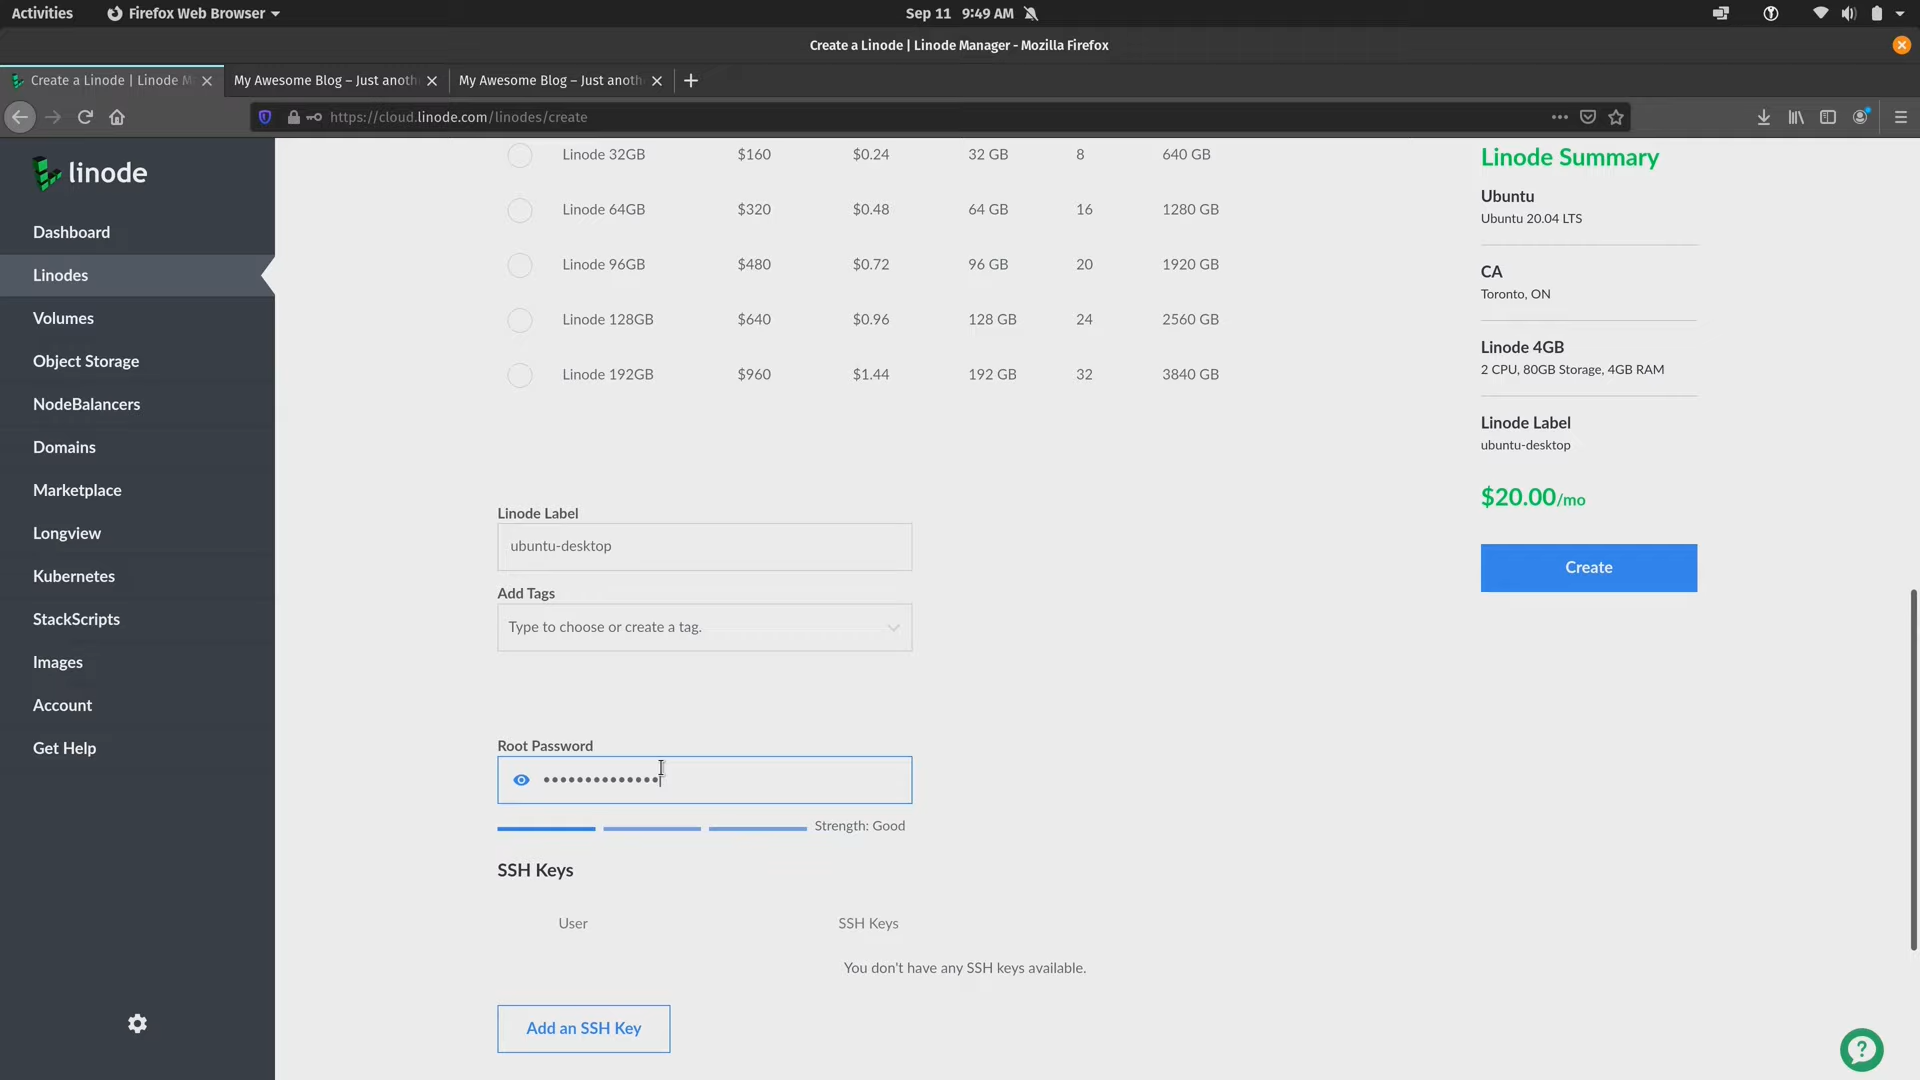 Activities
Firefox Web Browser
Sep 11 9:49 AM
Create a Linode | Linode Manager - Mozilla Firefox
Create a Linode | Linode M
My Awesome Blog – Just anoth
My Awesome Blog – Just anoth
https://cloud.linode.com/linodes/create
linode
Dashboard
Linodes
Volumes
Object Storage
NodeBalancers
Domains
Marketplace
Longview
Kubernetes
StackScripts
Images
Account
Get Help
Linode 32GB $160 $0.24 32 GB 8 640 GB
Linode 64GB $320 $0.48 64 GB 16 1280 GB
Linode 96GB $480 $0.72 96 GB 20 1920 GB
Linode 128GB $640 $0.96 128 GB 24 2560 GB
Linode 192GB $960 $1.44 192 GB 32 3840 GB
Linode Label
ubuntu-desktop
Add Tags
Type to choose or create a tag.
Root Password
••••••••••••••
Strength: Good
SSH Keys
User SSH Keys
You don't have any SSH keys available.
Add an SSH Key
Linode Summary
Ubuntu
Ubuntu 20.04 LTS
CA
Toronto, ON
Linode 4GB
2 CPU, 80GB Storage, 4GB RAM
Linode Label
ubuntu-desktop
$20.00/mo
Create